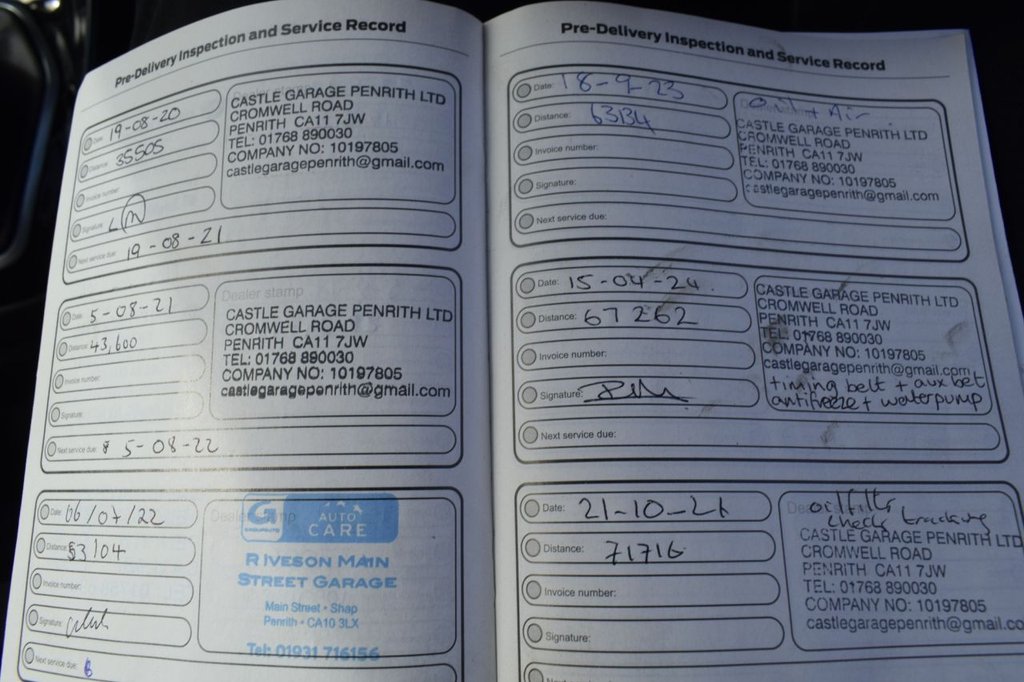 Pre-Delivery Inspection and Service Record
Date: 19-08-20
Distance: 35505
Invoice number:
Signature:
Next service due: 19-08-21
CASTLE GARAGE PENRITH LTD
CROMWELL ROAD
PENRITH CA11 7JW
TEL: 01768 890030
COMPANY NO: 10197805
castlegaragepenrith@gmail.com
Date: 5-08-21
Distance: 43,600
Invoice number:
Signature:
Next service due: 5-08-22
Dealer stamp
CASTLE GARAGE PENRITH LTD
CROMWELL ROAD
PENRITH CA11 7JW
TEL: 01768 890030
COMPANY NO: 10197805
castlegaragepenrith@gmail.com
Date: 06/07/22
Distance: 53104
Invoice number:
Signature:
Next service due:
Dealer stamp
G
GROUPAUTO
AUTO
CARE
RIVESON MAIN
STREET GARAGE
Main Street • Shap
Penrith • CA10 3LX
Tel: 01931 716156
Pre-Delivery Inspection and Service Record
Date: 18-9-23
Distance: 63134
Invoice number:
Signature:
Next service due:
Oil + Air
CASTLE GARAGE PENRITH LTD
CROMWELL ROAD
PENRITH CA11 7JW
TEL: 01768 890030
COMPANY NO: 10197805
castlegaragepenrith@gmail.com
Date: 15-04-24.
Distance: 67262
Invoice number:
Signature:
Next service due:
CASTLE GARAGE PENRITH LTD
CROMWELL ROAD
PENRITH CA11 7JW
TEL: 01768 890030
COMPANY NO: 10197805
castlegaragepenrith@gmail.com
timing belt + aux belt
antifreeze + waterpump
Date: 21-10-24
Distance: 71716
Invoice number:
Signature:
oil filter
check tracking
CASTLE GARAGE PENRITH LTD
CROMWELL ROAD
PENRITH CA11 7JW
TEL: 01768 890030
COMPANY NO: 10197805
castlegaragepenrith@gmail.co